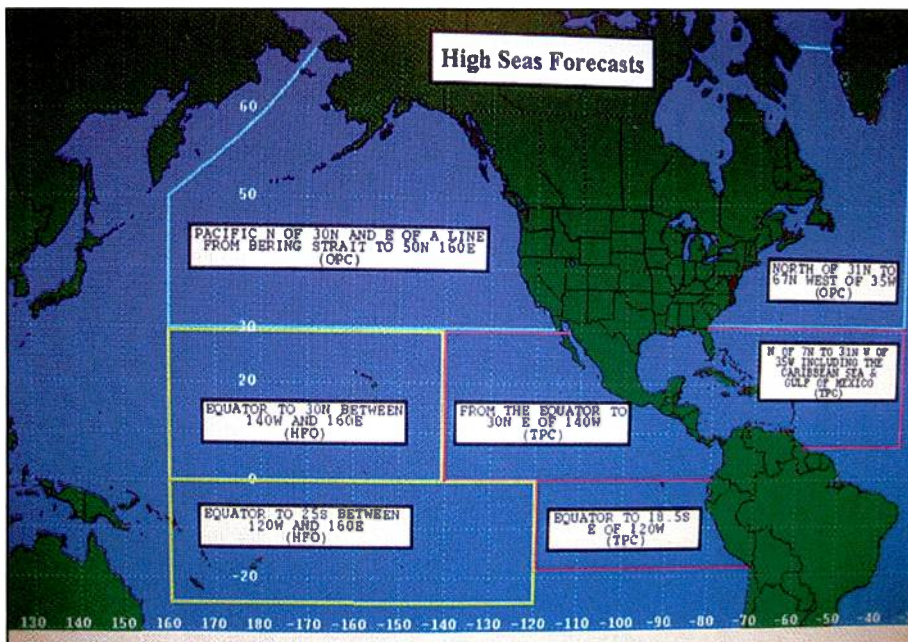 High Seas Forecasts
60
50
PACIFIC N OF 30N AND E OF A LINE
FROM BERING STRAIT TO 50N 160E
(OPC)
NORTH OF 31N TO
67N WEST OF 35W
(OPC)
30
N OF 7N TO 31N W OF
35W INCLUDING THE
CARIBBEAN SEA &
GULF OF MEXICO
(TPC)
20
EQUATOR TO 30N BETWEEN
140W AND 160E
(HFO)
FROM THE EQUATOR TO
30N E OF 140W
(TPC)
0
EQUATOR TO 25S BETWEEN
120W AND 160E
(HFO)
EQUATOR TO 18.5S
E OF 120W
(TPC)
-20
130 140 150 160 170 180 -170 -160 -150 -140 -130 -120 -110 -100 -90 -80 -70 -60 -50 -40